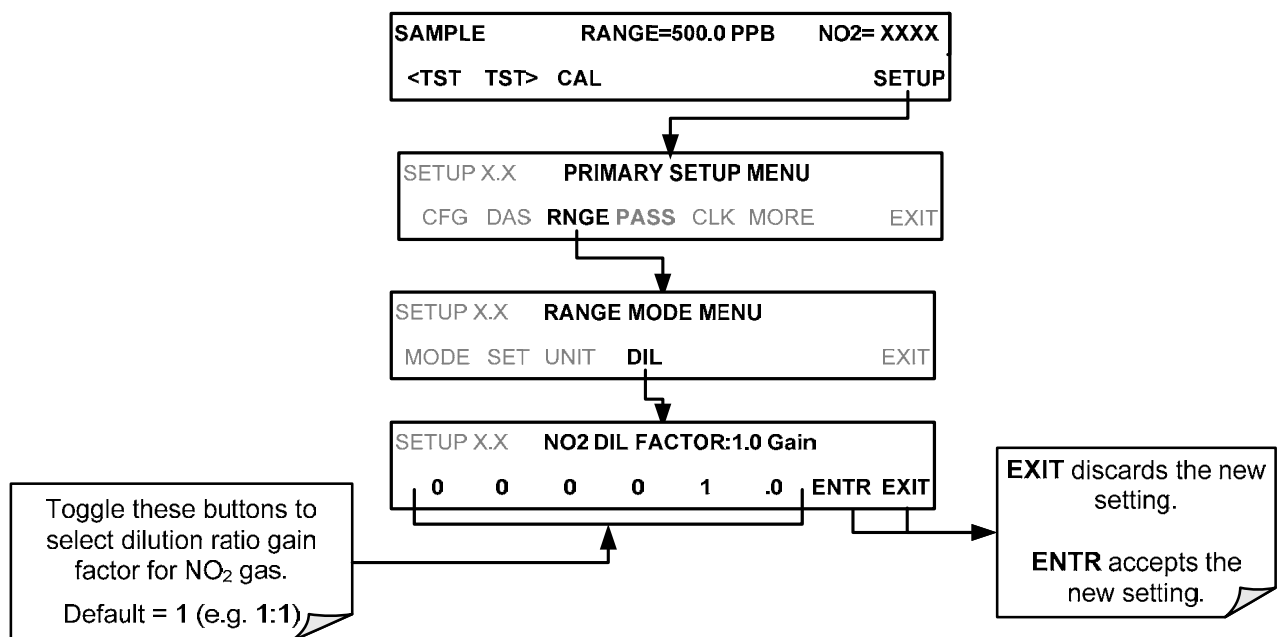 SAMPLE RANGE=500.0 PPB NO2= XXXX
<TST TST> CAL SETUP
SETUP X.X PRIMARY SETUP MENU
CFG DAS RNGE PASS CLK MORE EXIT
SETUP X.X RANGE MODE MENU
MODE SET UNIT DIL EXIT
SETUP X.X NO2 DIL FACTOR:1.0 Gain
0 0 0 0 1 .0 ENTR EXIT
Toggle these buttons to
select dilution ratio gain
factor for NO₂ gas.
Default = 1 (e.g. 1:1)
EXIT discards the new
setting.
ENTR accepts the
new setting.